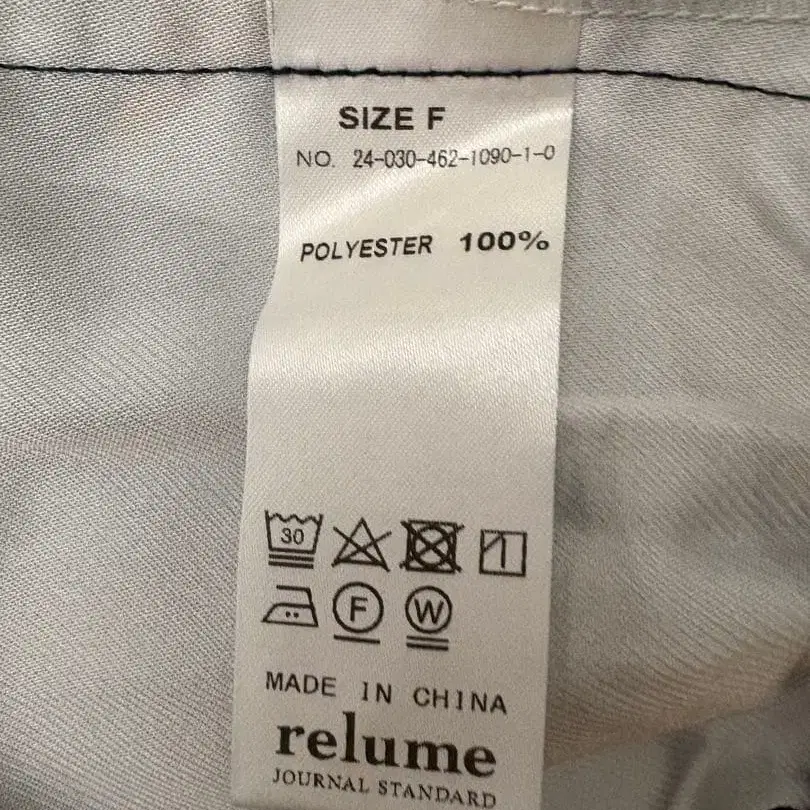 SIZE F
NO. 24-030-462-1090-1-0
POLYESTER 100%
30
F W
MADE IN CHINA
relume
JOURNAL STANDARD